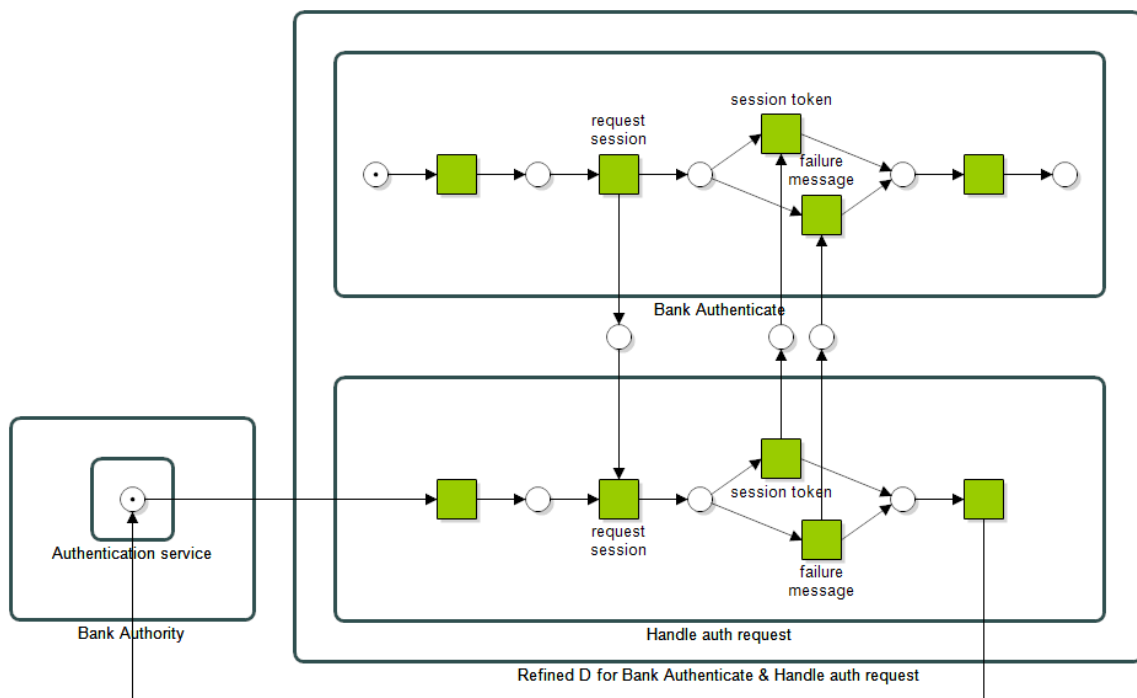 session token
request
session
failure
message
Bank Authenticate
session token
request
session
failure
message
Authentication service
Bank Authority
Handle auth request
Refined D for Bank Authenticate & Handle auth request